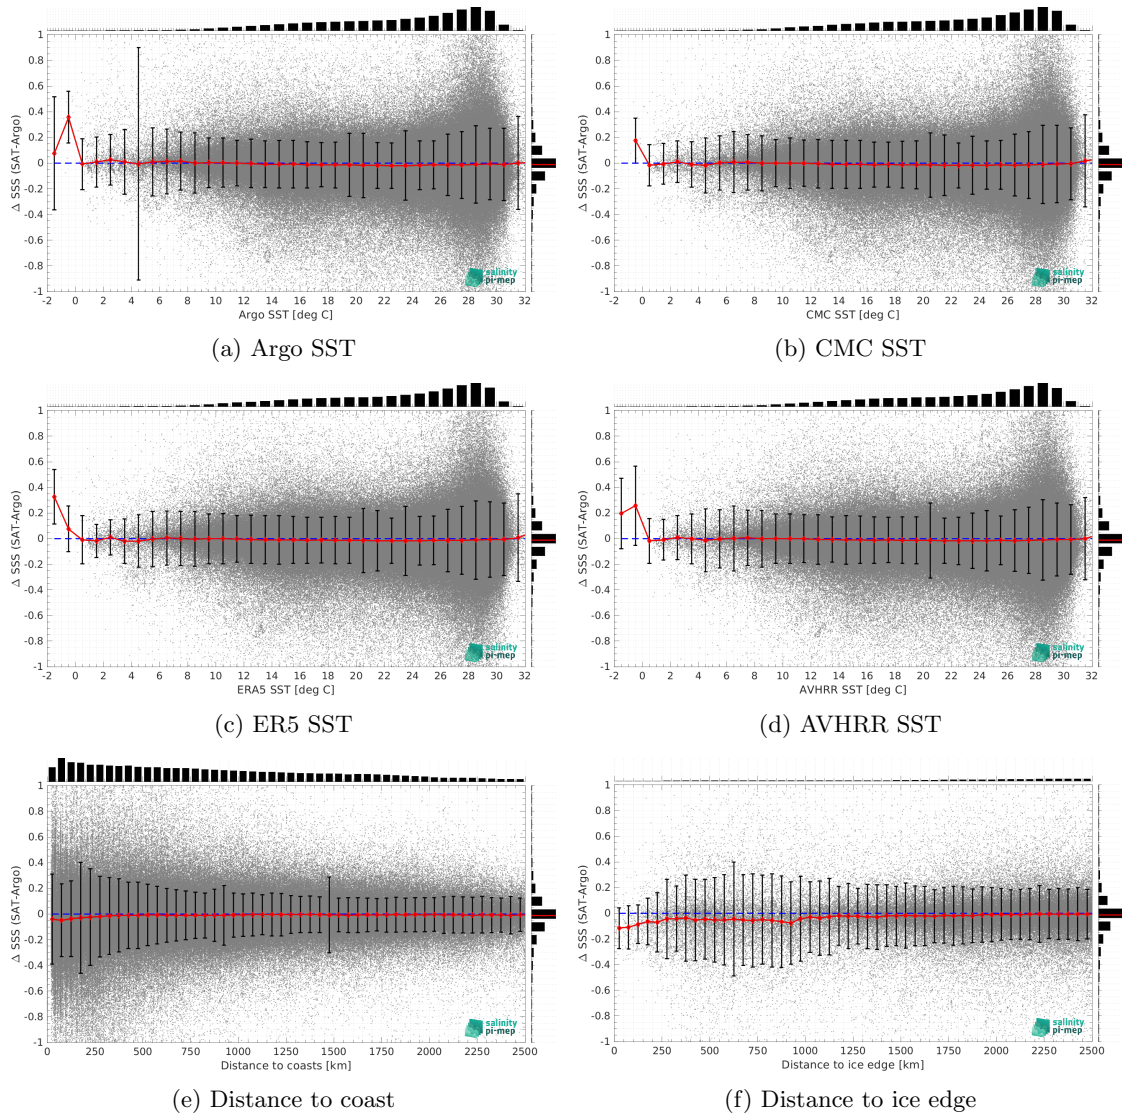 1
0.8
0.6
0.4
0.2
0
-0.2
-0.4
-0.6
-0.8
-1
Δ SSS (SAT-Argo)
-2 0 2 4 6 8 10 12 14 16 18 20 22 24 26 28 30 32
Argo SST [deg C]
salinity
pi-mep
(a) Argo SST
1
0.8
0.6
0.4
0.2
0
-0.2
-0.4
-0.6
-0.8
-1
Δ SSS (SAT-Argo)
-2 0 2 4 6 8 10 12 14 16 18 20 22 24 26 28 30 32
CMC SST [deg C]
salinity
pi-mep
(b) CMC SST
1
0.8
0.6
0.4
0.2
0
-0.2
-0.4
-0.6
-0.8
-1
Δ SSS (SAT-Argo)
-2 0 2 4 6 8 10 12 14 16 18 20 22 24 26 28 30 32
ERA5 SST [deg C]
salinity
pi-mep
(c) ER5 SST
1
0.8
0.6
0.4
0.2
0
-0.2
-0.4
-0.6
-0.8
-1
Δ SSS (SAT-Argo)
-2 0 2 4 6 8 10 12 14 16 18 20 22 24 26 28 30 32
AVHRR SST [deg C]
salinity
pi-mep
(d) AVHRR SST
1
0.8
0.6
0.4
0.2
0
-0.2
-0.4
-0.6
-0.8
-1
Δ SSS (SAT-Argo)
0 250 500 750 1000 1250 1500 1750 2000 2250 2500
Distance to coasts [km]
salinity
pi-mep
(e) Distance to coast
1
0.8
0.6
0.4
0.2
0
-0.2
-0.4
-0.6
-0.8
-1
Δ SSS (SAT-Argo)
0 250 500 750 1000 1250 1500 1750 2000 2250 2500
Distance to ice edge [km]
salinity
pi-mep
(f) Distance to ice edge